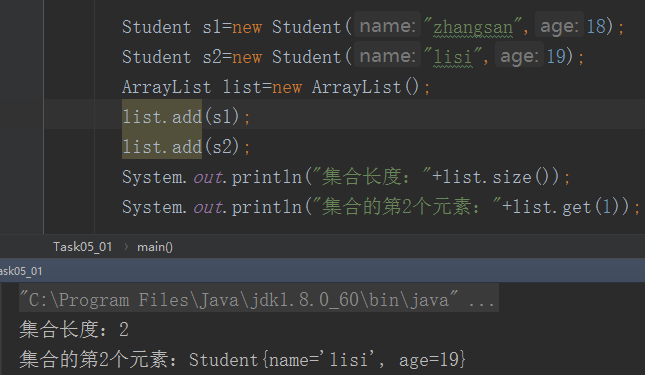 Student s1=new Student( name: "zhangsan", age: 18);
Student s2=new Student( name: "lisi", age: 19);
ArrayList list=new ArrayList();
list.add(s1);
list.add(s2);
System.out.println("集合长度："+list.size());
System.out.println("集合的第2个元素："+list.get(1));
Task05_01 › main()
ask05_01
"C:\Program Files\Java\jdk1.8.0_60\bin\java" ...
集合长度：2
集合的第2个元素：Student{name='lisi', age=19}